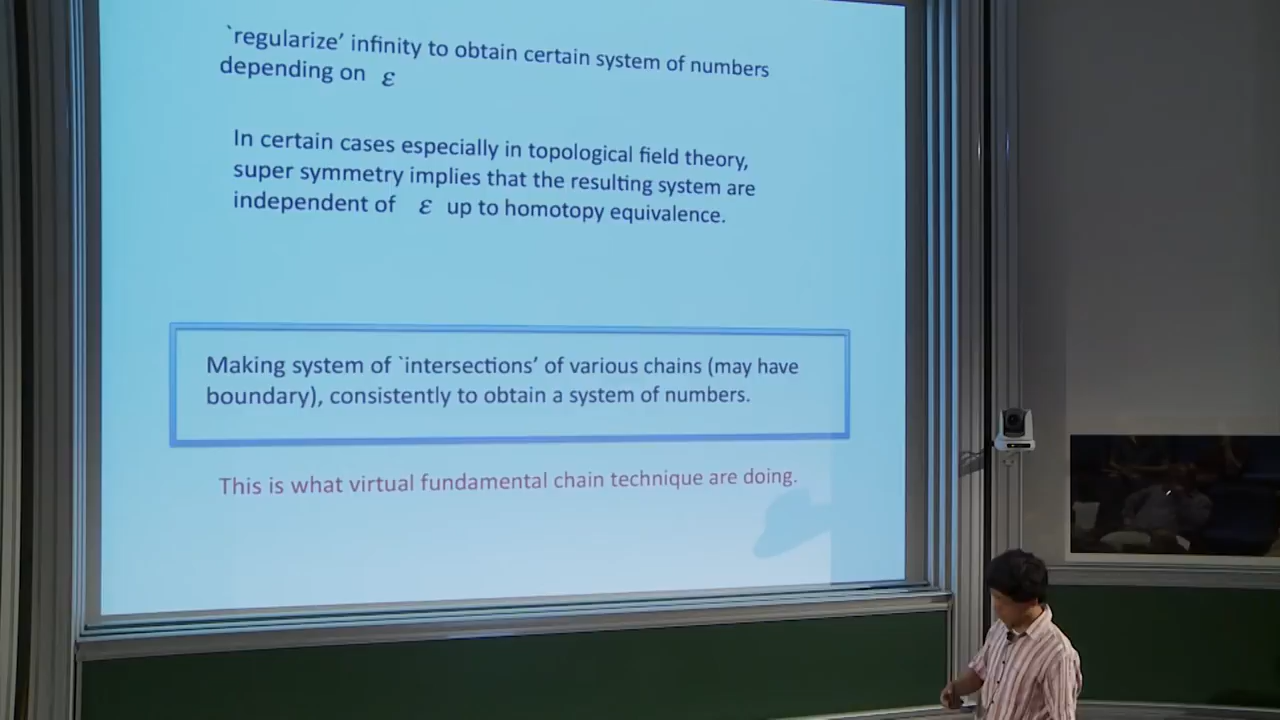 `regularize' infinity to obtain certain system of numbers
depending on ε
In certain cases especially in topological field theory,
super symmetry implies that the resulting system are
independent of ε up to homotopy equivalence.
Making system of `intersections' of various chains (may have
boundary), consistently to obtain a system of numbers.
This is what virtual fundamental chain technique are doing.